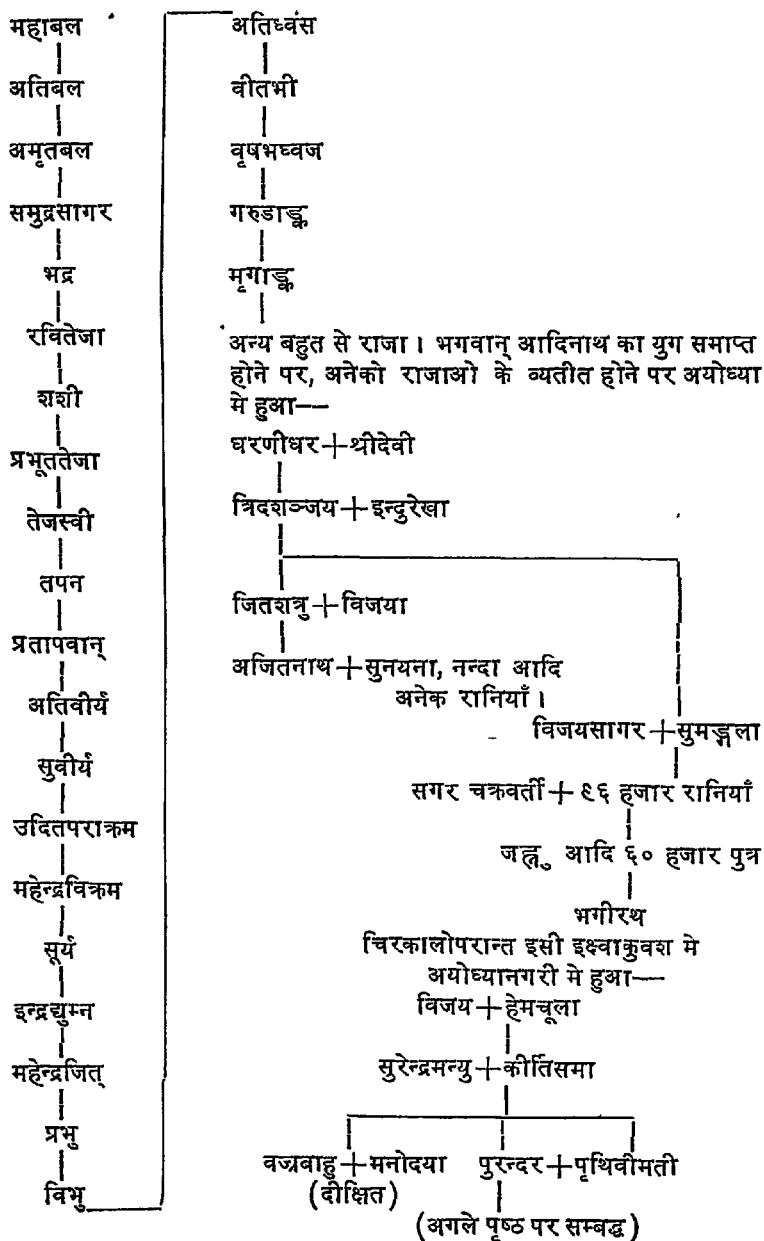 महाबल
अतिबल
अमृतबल
समुद्रसागर
भद्र
रवितेजा
शशी
प्रभूततेजा
तेजस्वी
तपन
प्रतापवान्
अतिवीर्य
सुवीर्य
उदितपराक्रम
महेन्द्रविक्रम
सूर्य
इन्द्रद्युम्न
महेन्द्रजित्
प्रभु
विभु
अतिध्वंस
वीतभी
वृषभध्वज
गरुडाङ्क
मृगाङ्क
अन्य बहुत से राजा । भगवान् आदिनाथ का युग समाप्त
होने पर, अनेको राजाओ के व्यतीत होने पर अयोध्या
मे हुआ——
धरणीधर+श्रीदेवी
त्रिदशञ्जय+इन्दुरेखा
जितशत्रु+विजया
अजितनाथ+सुनयना, नन्दा आदि
अनेक रानियाँ ।
विजयसागर+सुमङ्गला
सगर चक्रवर्ती+९६ हजार रानियाँ
जह्नु आदि ६० हजार पुत्र
भगीरथ
चिरकालोपरान्त इसी इक्ष्वाकुवश मे
अयोध्यानगरी मे हुआ——
विजय+हेमचूला
सुरेन्द्रमन्यु+कीर्तिसमा
वज्रबाहु+मनोदया पुरन्दर+पृथिवीमती
(दीक्षित)
(अगले पृष्ठ पर सम्बद्ध)